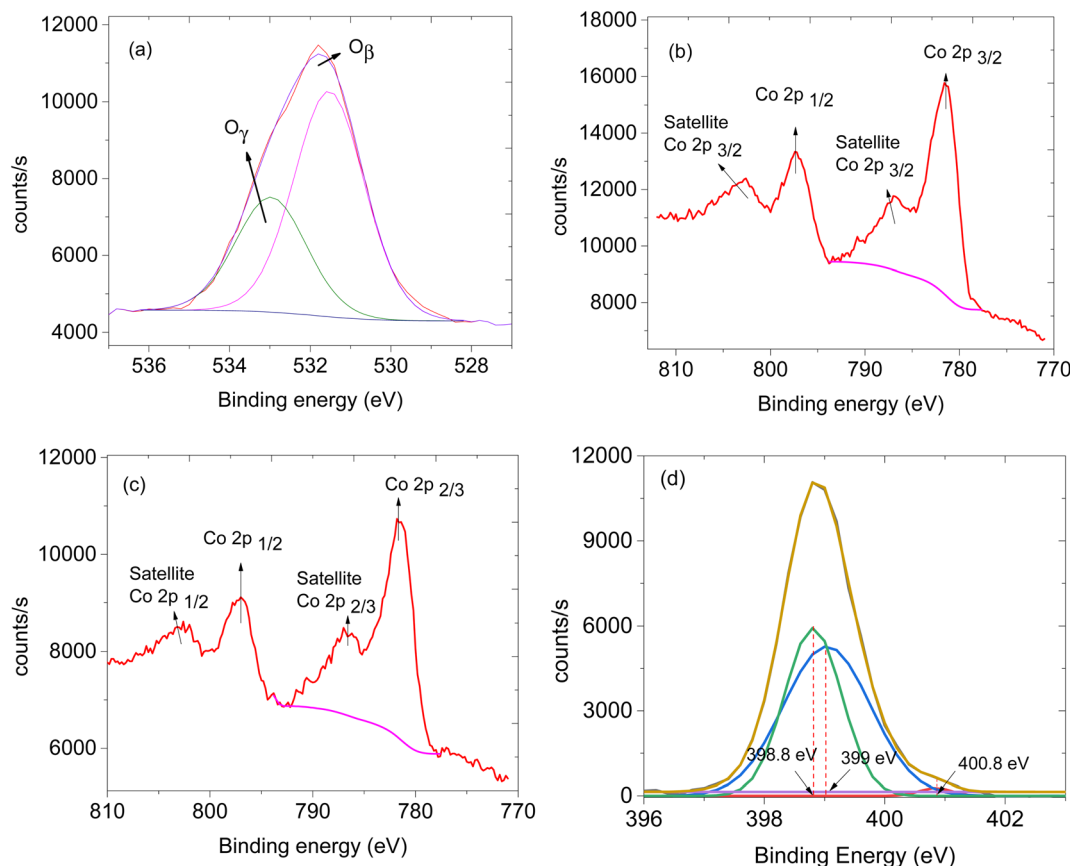 (a)
12000
10000
8000
6000
4000
counts/s
Oβ
Oγ
536
534
532
530
528
Binding energy (eV)
(b)
18000
16000
14000
12000
10000
8000
counts/s
Co 2p 3/2
Co 2p 1/2
Satellite
Co 2p 3/2
Satellite
Co 2p 3/2
810
800
790
780
770
Binding energy (eV)
(c)
12000
10000
8000
6000
counts/s
Co 2p 2/3
Co 2p 1/2
Satellite
Co 2p 1/2
Satellite
Co 2p 2/3
810
800
790
780
770
Binding energy (eV)
(d)
12000
9000
6000
3000
0
counts/s
398.8 eV
399 eV
400.8 eV
396
398
400
402
Binding Energy (eV)